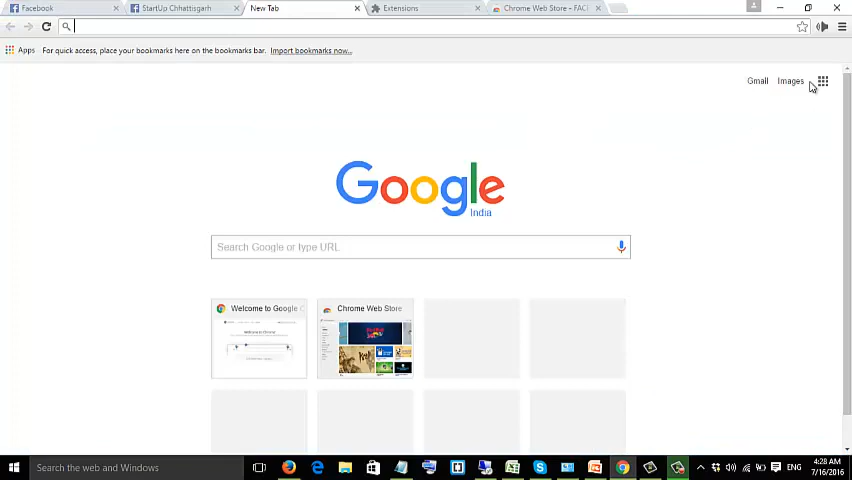 Facebook
StartUp Chhattisgarh
New Tab
Extensions
Chrome Web Store - FAC
Apps
For quick access, place your bookmarks here on the bookmarks bar.
Import bookmarks now...
Gmail
Images
Google
India
Search Google or type URL
Welcome to Google C
Chrome Web Store
Search the web and Windows
ENG
4:28 AM
7/16/2016